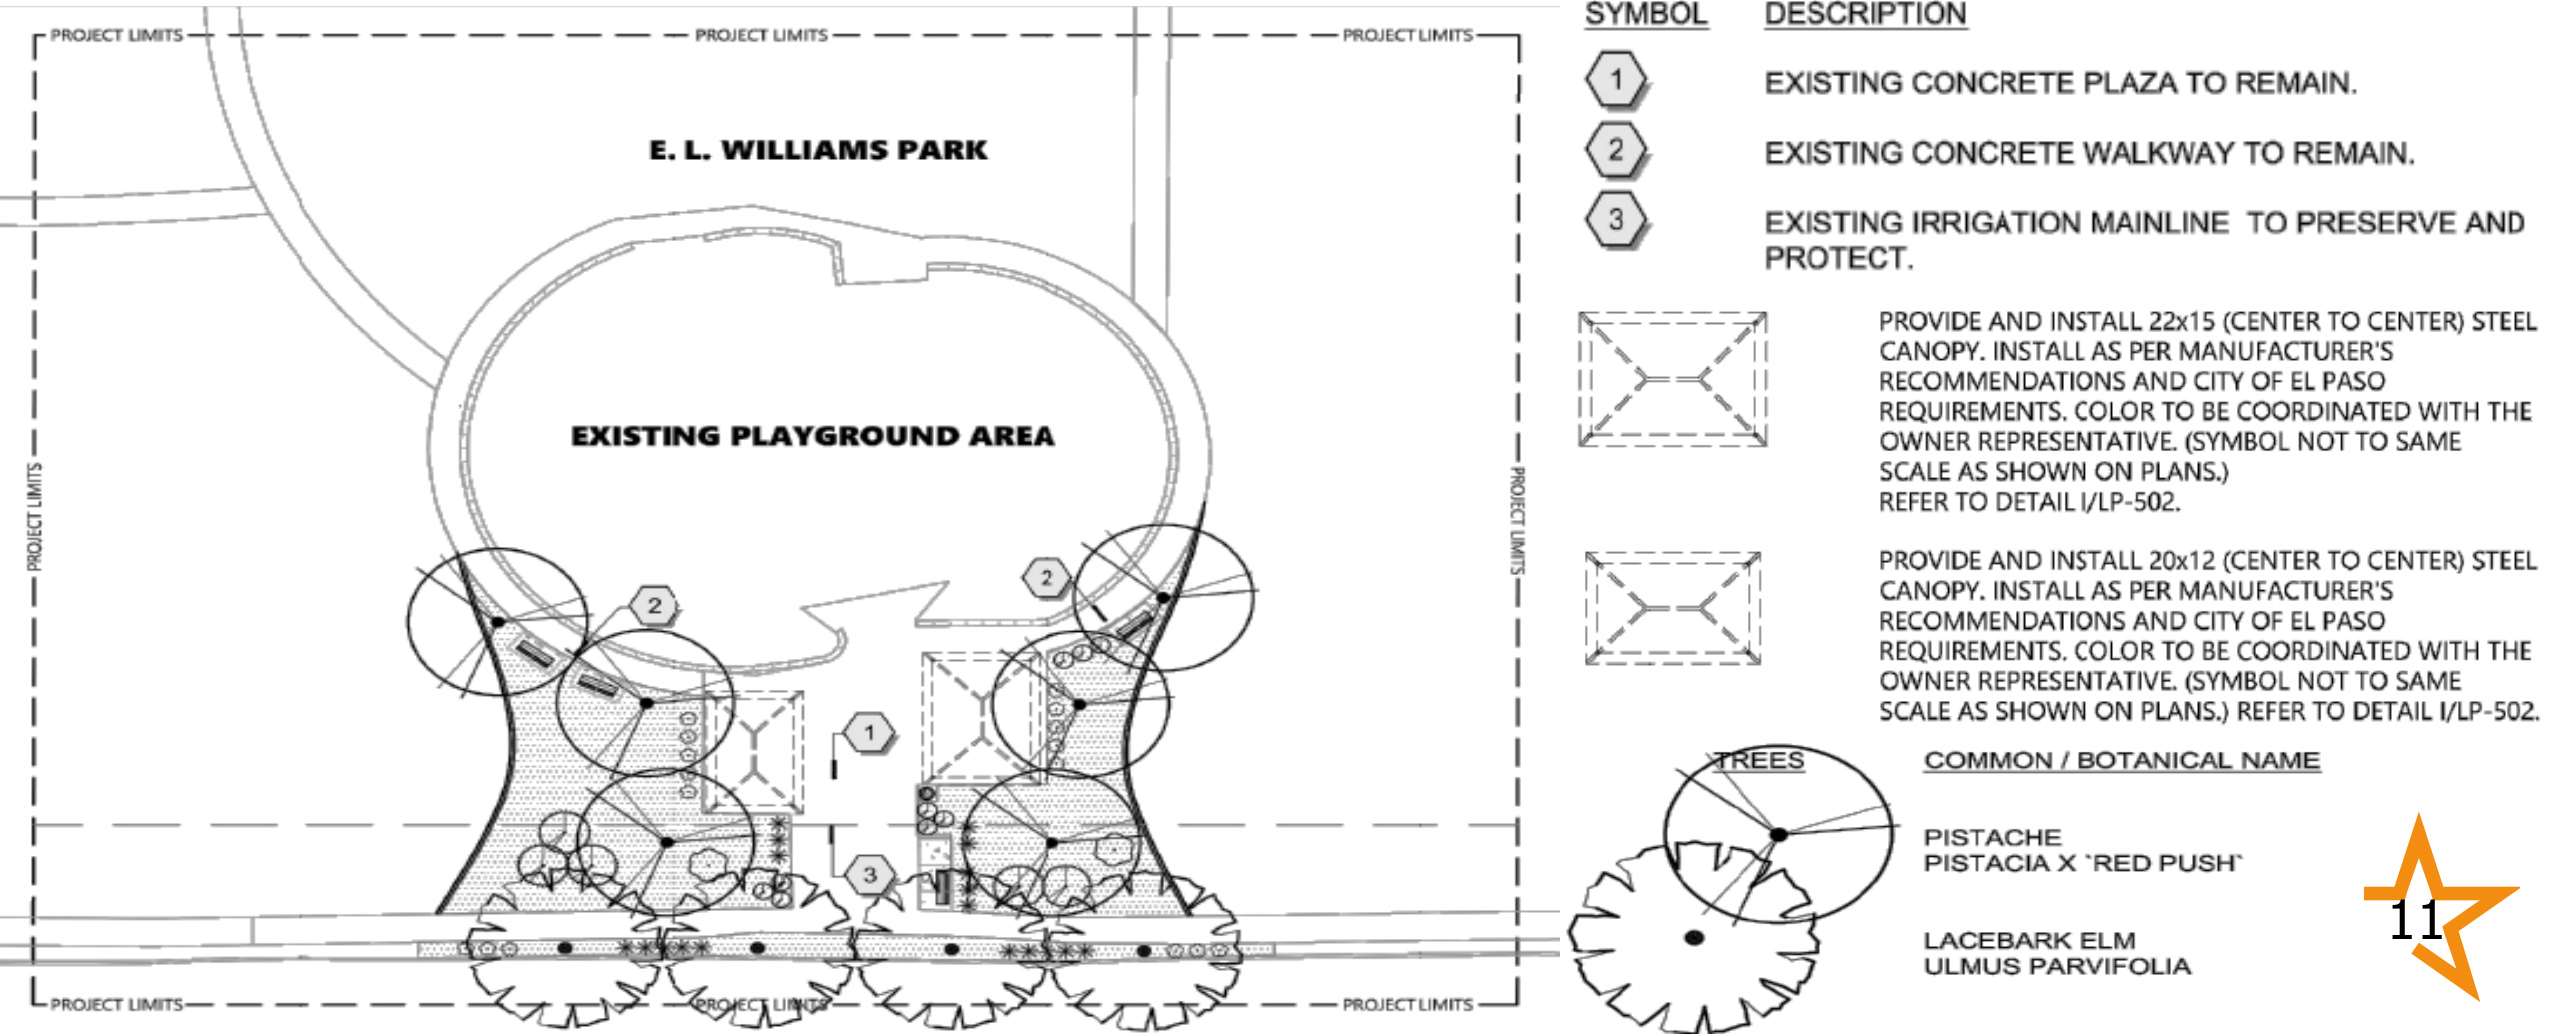 PROJECT LIMITS
PROJECT LIMITS
PROJECT LIMITS
E. L. WILLIAMS PARK
EXISTING PLAYGROUND AREA
PROJECT LIMITS
PROJECT LIMITS
2
2
1
3
PROJECT LIMITS
PROJECT LIMITS
PROJECT LIMITS
SYMBOL DESCRIPTION
1 EXISTING CONCRETE PLAZA TO REMAIN.
2 EXISTING CONCRETE WALKWAY TO REMAIN.
3 EXISTING IRRIGATION MAINLINE TO PRESERVE AND
PROTECT.
PROVIDE AND INSTALL 22x15 (CENTER TO CENTER) STEEL
CANOPY. INSTALL AS PER MANUFACTURER'S
RECOMMENDATIONS AND CITY OF EL PASO
REQUIREMENTS. COLOR TO BE COORDINATED WITH THE
OWNER REPRESENTATIVE. (SYMBOL NOT TO SAME
SCALE AS SHOWN ON PLANS.)
REFER TO DETAIL I/LP-502.
PROVIDE AND INSTALL 20x12 (CENTER TO CENTER) STEEL
CANOPY. INSTALL AS PER MANUFACTURER'S
RECOMMENDATIONS AND CITY OF EL PASO
REQUIREMENTS. COLOR TO BE COORDINATED WITH THE
OWNER REPRESENTATIVE. (SYMBOL NOT TO SAME
SCALE AS SHOWN ON PLANS.) REFER TO DETAIL I/LP-502.
TREES COMMON / BOTANICAL NAME
PISTACHE
PISTACIA X `RED PUSH`
LACEBARK ELM
ULMUS PARVIFOLIA
11